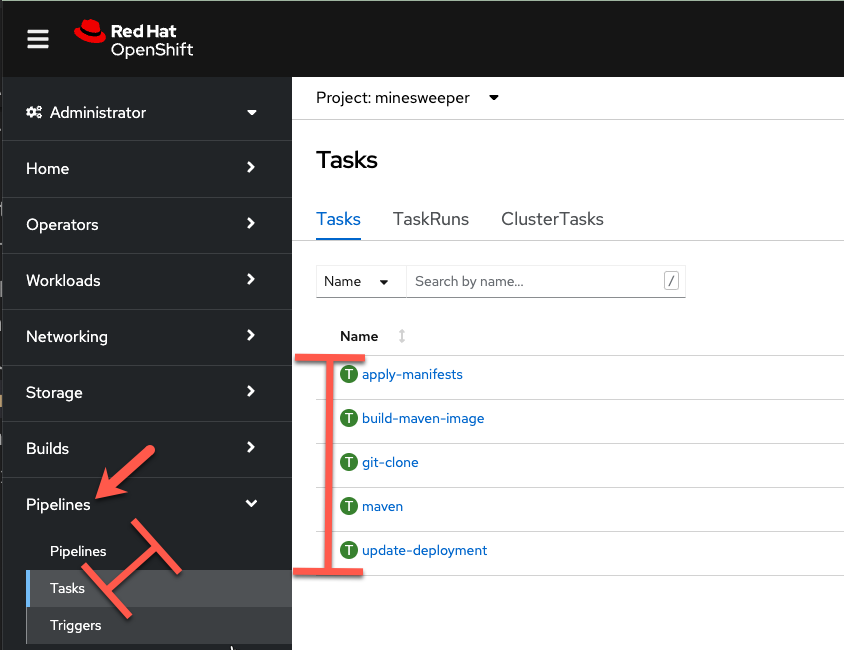 Red Hat
OpenShift
Administrator
Home
Operators
Workloads
Networking
Storage
Builds
Pipelines
Pipelines
Tasks
Triggers
Project: minesweeper
Tasks
Tasks TaskRuns ClusterTasks
Name Search by name... /
Name
T apply-manifests
T build-maven-image
T git-clone
T maven
T update-deployment